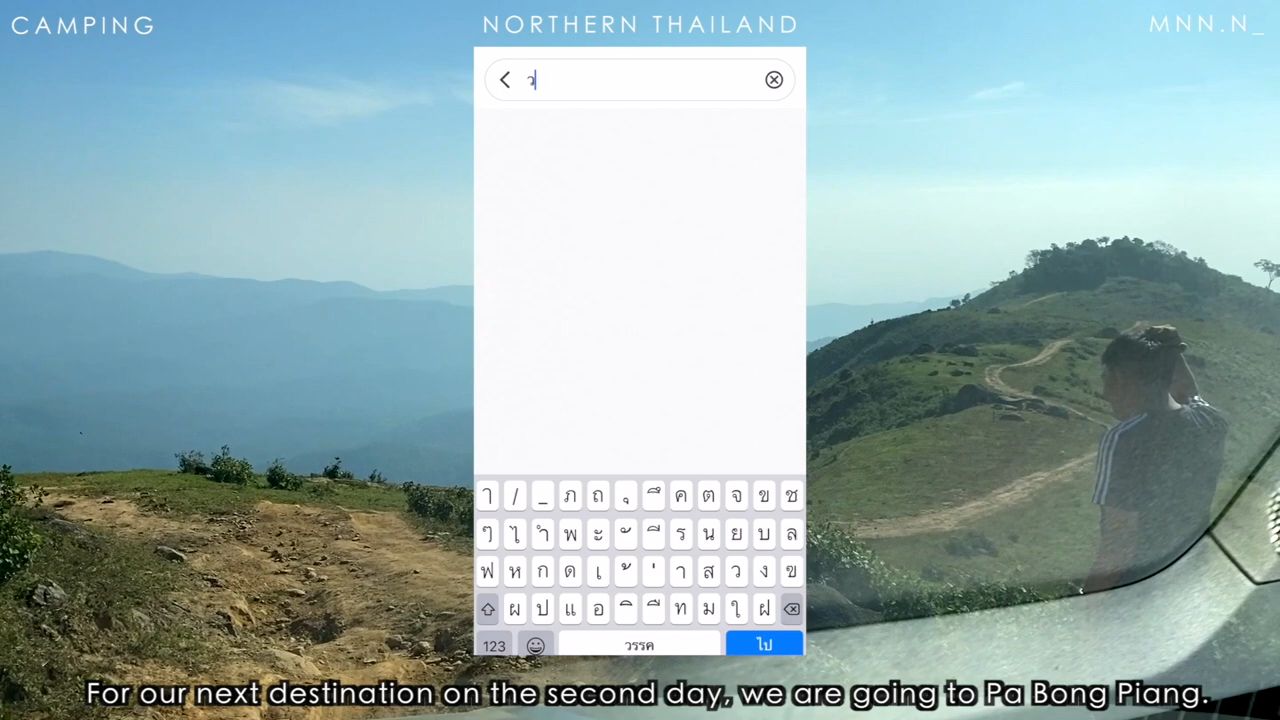 CAMPING
NORTHERN THAILAND
MNN.N_
ว
ๅ / _ ภ ถ ุ ึ ค ต จ ข ช
ๆ ไ ำ พ ะ ั ี ร น ย บ ล
ฟ ห ก ด เ ้ ่ า ส ว ง ฃ
ผ ป แ อ ิ ื ท ม ใ ฝ
123 วรรค ไป
For our next destination on the second day, we are going to Pa Bong Piang.